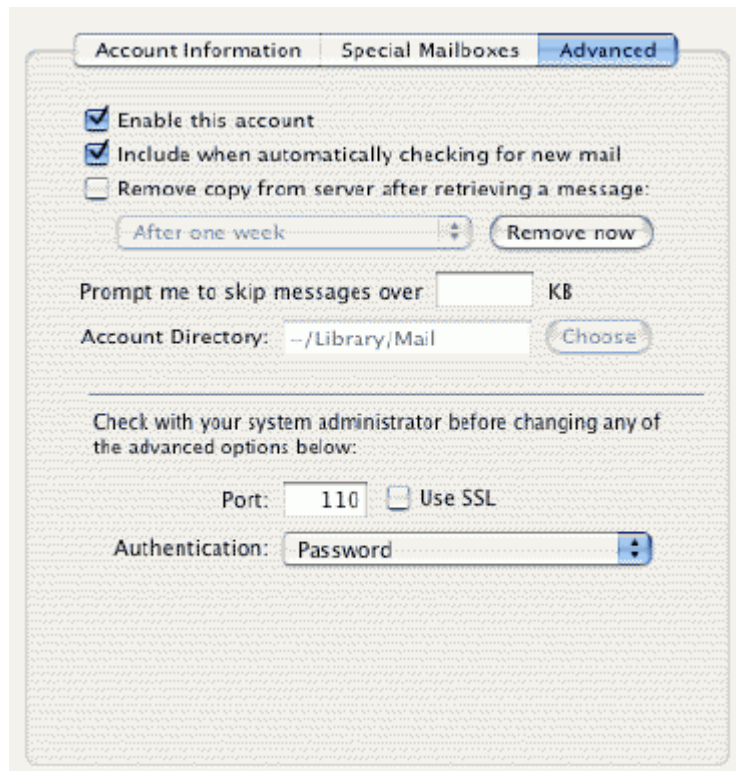 Account Information Special Mailboxes Advanced
Enable this account
Include when automatically checking for new mail
Remove copy from server after retrieving a message:
After one week Remove now
Prompt me to skip messages over KB
Account Directory: ~/Library/Mail Choose
Check with your system administrator before changing any of
the advanced options below:
Port: 110 Use SSL
Authentication: Password